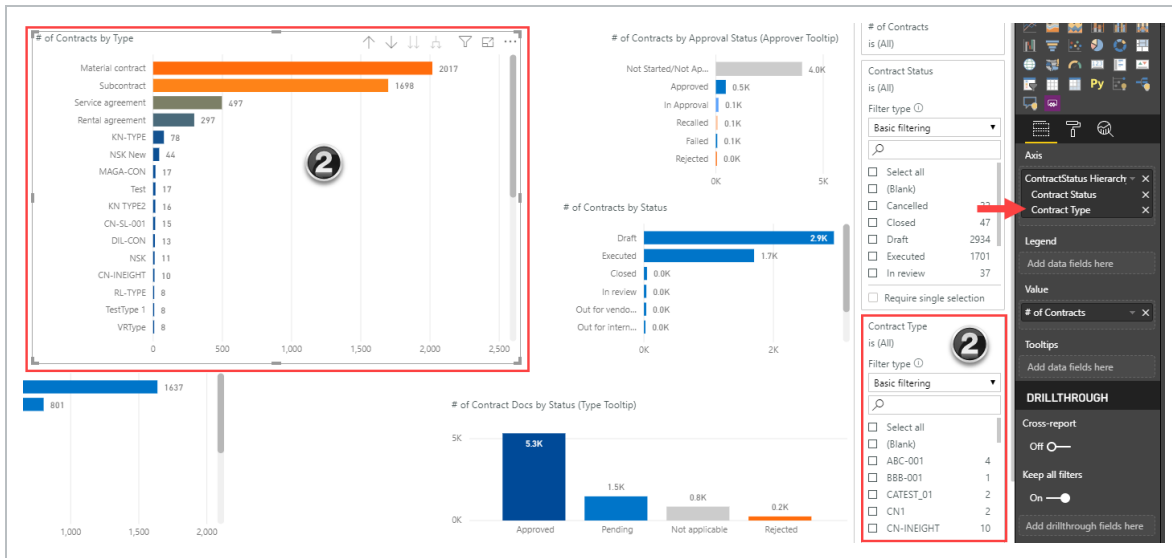 # of Contracts by Type
Material contract 2017
Subcontract 1698
Service agreement 497
Rental agreement 297
KN-TYPE 78
NSK New 44
MAGA-CON 17
Test 17
KN TYPE2 16
CN-SL-001 15
DIL-CON 13
NSK 11
CN-INEIGHT 10
RL-TYPE 8
TestType 1 8
VRType 8
0 500 1,000 1,500 2,000 2,500
2
1637
801
1,000 1,500 2,000
# of Contracts by Approval Status (Approver Tooltip)
Not Started/Not Ap... 4.0K
Approved 0.5K
In Approval 0.1K
Recalled 0.1K
Failed 0.1K
Rejected 0.0K
0K 5K
# of Contracts by Status
Draft 2.9K
Executed 1.7K
Closed 0.0K
In review 0.0K
Out for vendo... 0.0K
Out for intern... 0.0K
0K 2K
# of Contract Docs by Status (Type Tooltip)
5K
0K
5.3K
1.5K
0.8K
0.2K
Approved Pending Not applicable Rejected
# of Contracts
is (All)
Contract Status
is (All)
Filter type
Basic filtering
Select all
(Blank)
Cancelled
Closed 47
Draft 2934
Executed 1701
In review 37
Require single selection
Contract Type
is (All)
2
Filter type
Basic filtering
Select all
(Blank)
ABC-001 4
BBB-001 1
CATEST_01 2
CN1 2
CN-INEIGHT 10
Py
Axis
ContractStatus Hierarch
Contract Status
Contract Type
Legend
Add data fields here
Value
# of Contracts
Tooltips
Add data fields here
DRILLTHROUGH
Cross-report
Off
Keep all filters
On
Add drillthrough fields here